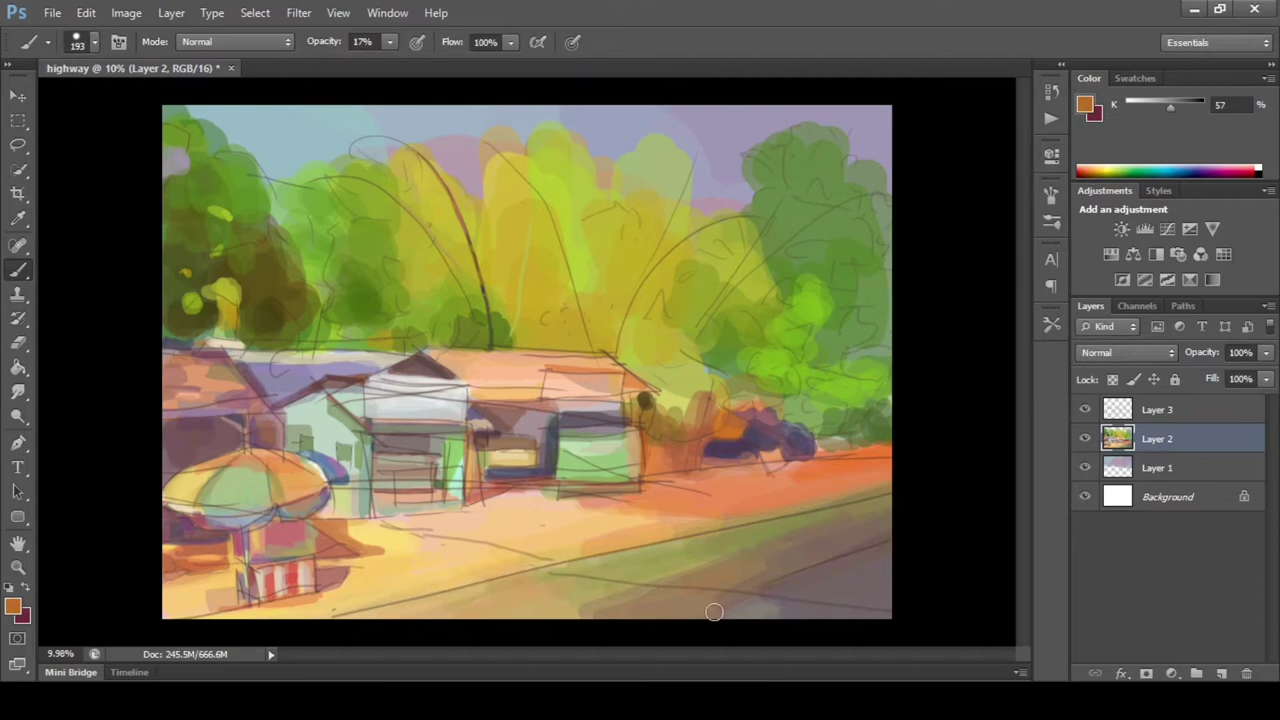 Ps File Edit Image Layer Type Select Filter View Window Help
193 Mode: Normal Opacity: 17% Flow: 100% Essentials
highway @ 10% (Layer 2, RGB/16) * ×
Color Swatches
K 57 %
Adjustments Styles
Add an adjustment
Layers Channels Paths
Kind
Normal Opacity: 100%
Lock: Fill: 100%
Layer 3
Layer 2
Layer 1
Background
9.98% Doc: 245.5M/666.6M
Mini Bridge Timeline